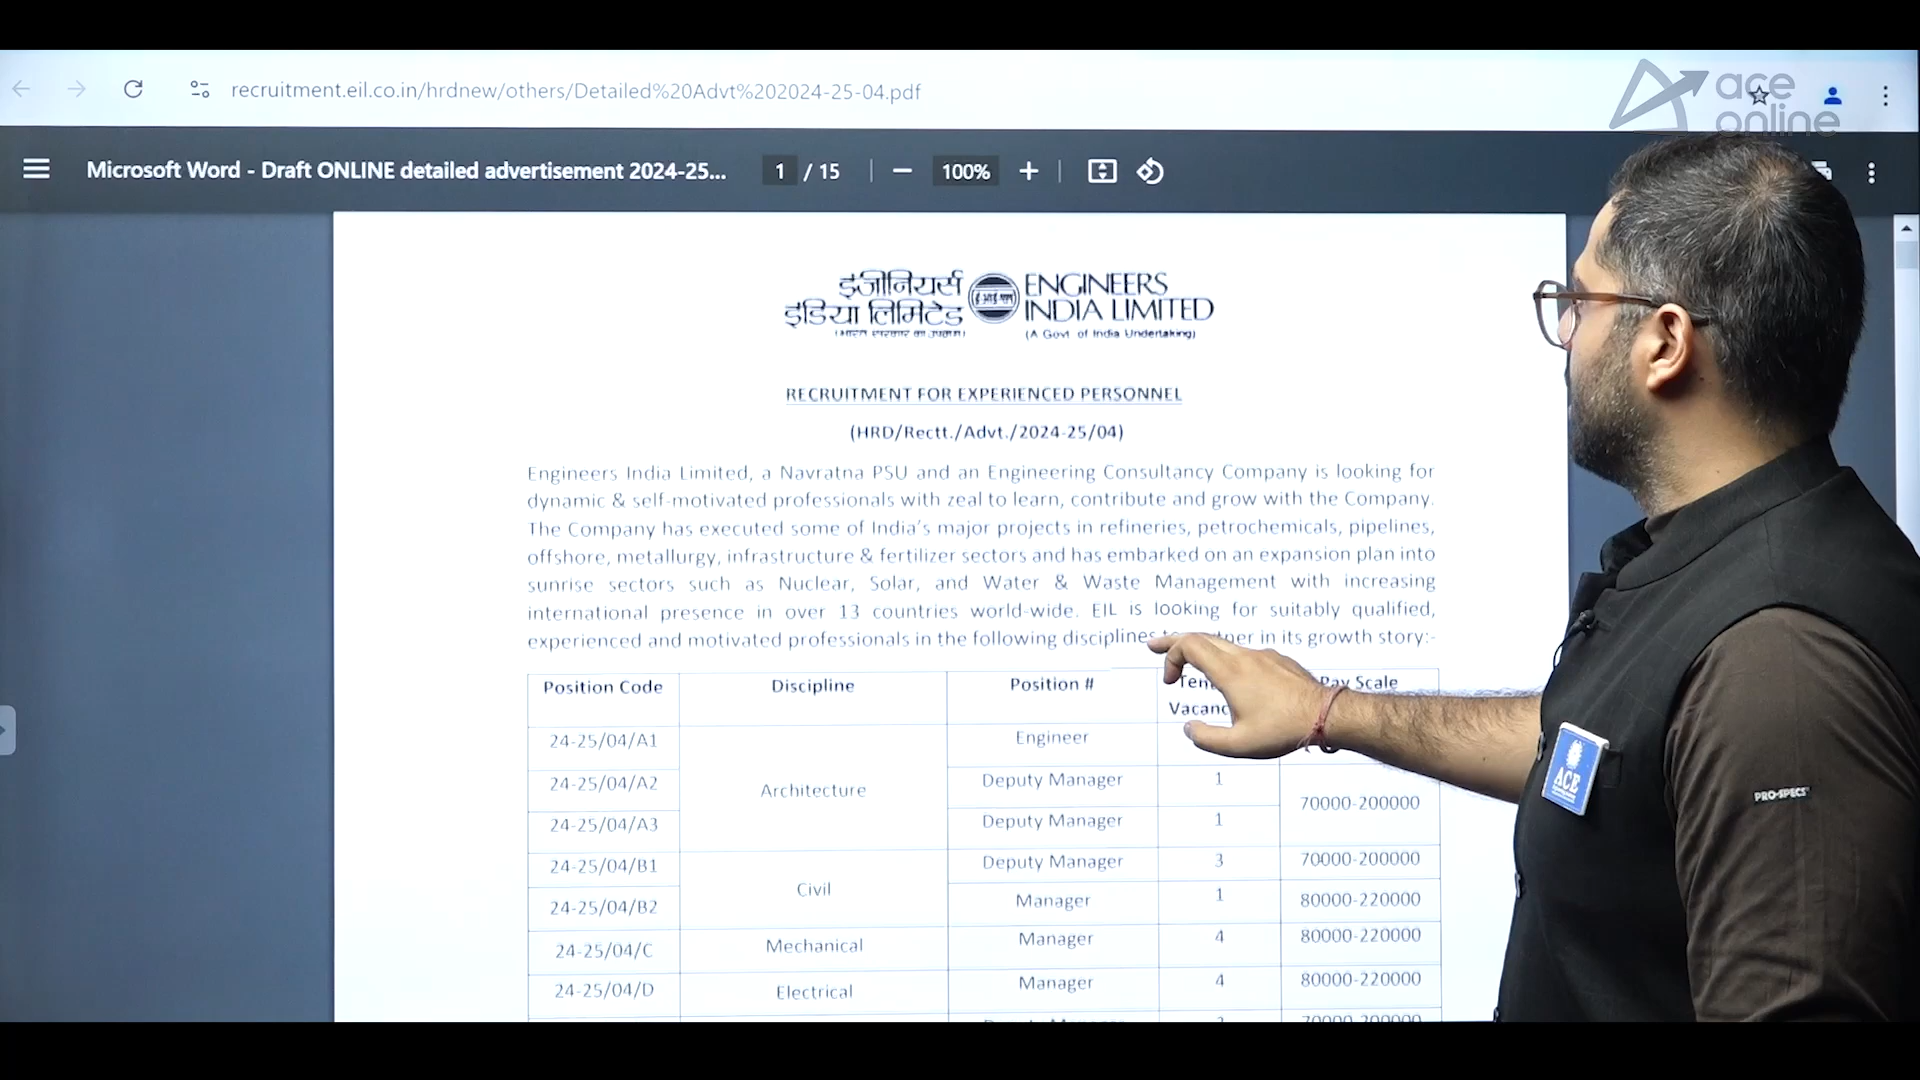 recruitment.eil.co.in/hrdnew/others/Detailed%20Advt%202024-25-04.pdf
ace
online
Microsoft Word - Draft ONLINE detailed advertisement 2024-25...
1 / 15
100%
इंजीनियर्स
इंडिया लिमिटेड
(भारत सरकार का उपक्रम)
ENGINEERS
INDIA LIMITED
(A Govt of India Undertaking)
RECRUITMENT FOR EXPERIENCED PERSONNEL
(HRD/Rectt./Advt./2024-25/04)
Engineers India Limited, a Navratna PSU and an Engineering Consultancy Company is looking for
dynamic & self-motivated professionals with zeal to learn, contribute and grow with the Company.
The Company has executed some of India's major projects in refineries, petrochemicals, pipelines,
offshore, metallurgy, infrastructure & fertilizer sectors and has embarked on an expansion plan into
sunrise sectors such as Nuclear, Solar, and Water & Waste Management with increasing
international presence in over 13 countries world-wide. EIL is looking for suitably qualified,
experienced and motivated professionals in the following disciplines in its growth story:-
Position Code Discipline Position # Pay Scale
24-25/04/A1 Engineer
24-25/04/A2 Architecture Deputy Manager 1 70000-200000
24-25/04/A3 Deputy Manager 1
24-25/04/B1 Civil Deputy Manager 3 70000-200000
24-25/04/B2 Manager 1 80000-220000
24-25/04/C Mechanical Manager 4 80000-220000
24-25/04/D Electrical Manager 4 80000-220000
70000-200000
ACE
PRO-SPECS